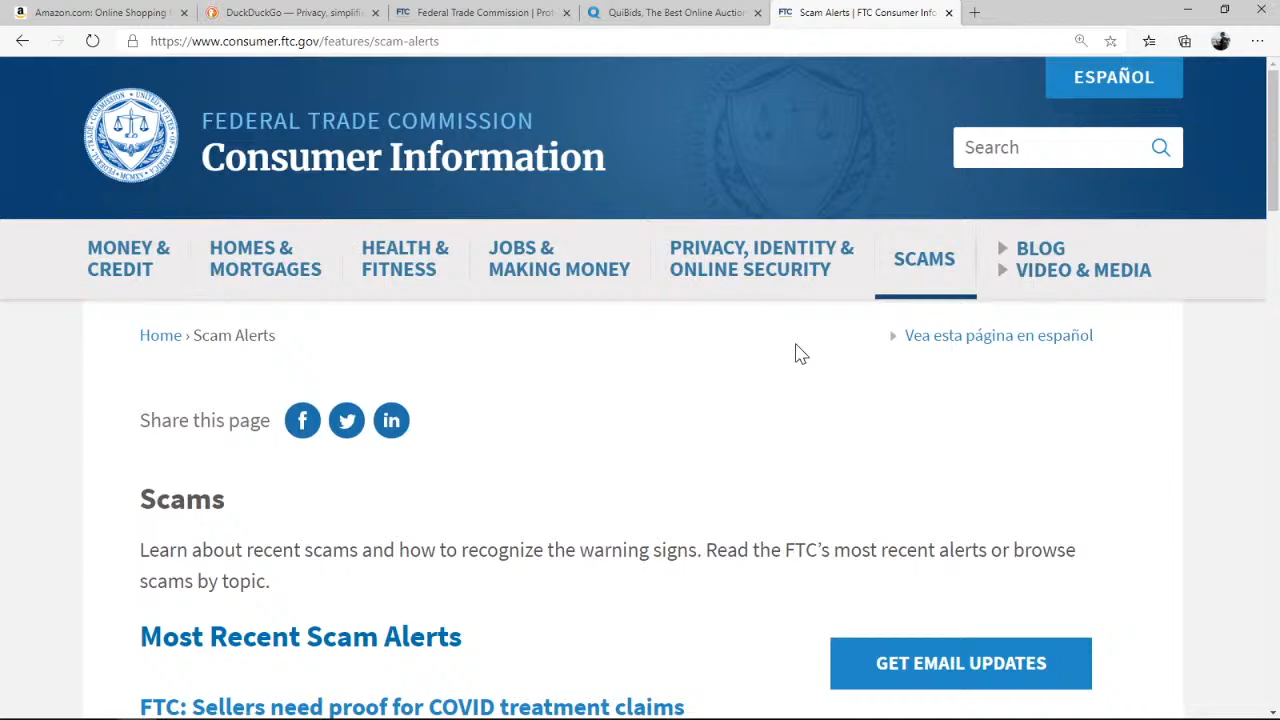 Amazon.com: Online Shopping
DuckDuckGo — Privacy, simplifi
FTC Federal Trade Commission | Prot
QuiBids, The Best Online Auction
FTC Scam Alerts | FTC Consumer Info
https://www.consumer.ftc.gov/features/scam-alerts
ESPAÑOL
FEDERAL TRADE COMMISSION
Consumer Information
Search
MONEY &
CREDIT
HOMES &
MORTGAGES
HEALTH &
FITNESS
JOBS &
MAKING MONEY
PRIVACY, IDENTITY &
ONLINE SECURITY
SCAMS
BLOG
VIDEO & MEDIA
Home › Scam Alerts
Vea esta página en español
Share this page
Scams
Learn about recent scams and how to recognize the warning signs. Read the FTC’s most recent alerts or browse
scams by topic.
Most Recent Scam Alerts
GET EMAIL UPDATES
FTC: Sellers need proof for COVID treatment claims